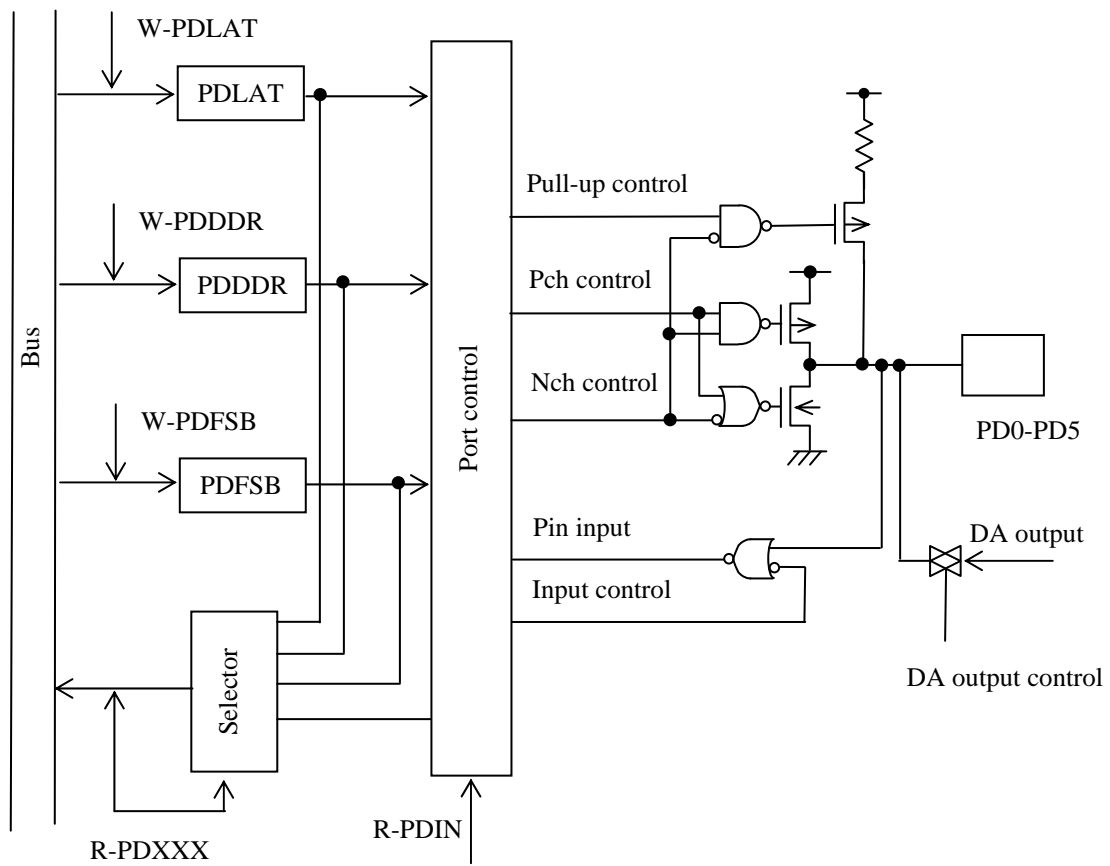 W-PDLAT
PDLAT
Pull-up control
W-PDDDR
PDDDR
Pch control
Bus
Port control
Nch control
W-PDFSB
PDFSB
PD0-PD5
Pin input
DA output
Input control
Selector
DA output control
R-PDIN
R-PDXXX